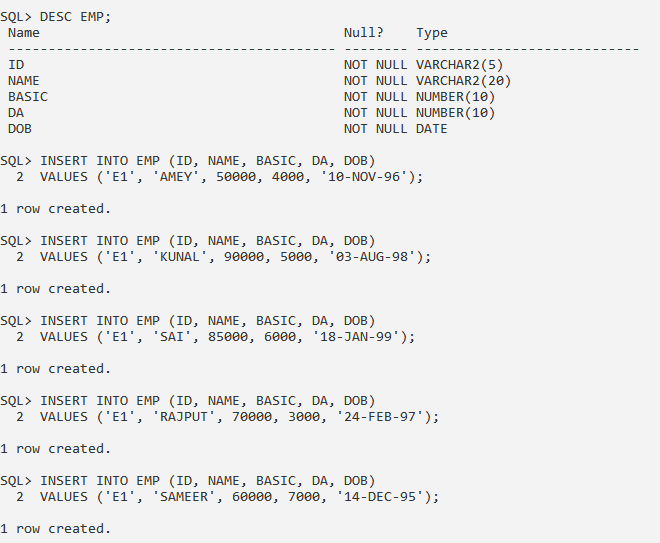 SQL> DESC EMP;
 Name                                      Null?    Type
 ----------------------------------------- -------- ----------------------------
 ID                                        NOT NULL VARCHAR2(5)
 NAME                                      NOT NULL VARCHAR2(20)
 BASIC                                     NOT NULL NUMBER(10)
 DA                                        NOT NULL NUMBER(10)
 DOB                                       NOT NULL DATE
SQL> INSERT INTO EMP (ID, NAME, BASIC, DA, DOB)
  2  VALUES ('E1', 'AMEY', 50000, 4000, '10-NOV-96');
1 row created.
SQL> INSERT INTO EMP (ID, NAME, BASIC, DA, DOB)
  2  VALUES ('E1', 'KUNAL', 90000, 5000, '03-AUG-98');
1 row created.
SQL> INSERT INTO EMP (ID, NAME, BASIC, DA, DOB)
  2  VALUES ('E1', 'SAI', 85000, 6000, '18-JAN-99');
1 row created.
SQL> INSERT INTO EMP (ID, NAME, BASIC, DA, DOB)
  2  VALUES ('E1', 'RAJPUT', 70000, 3000, '24-FEB-97');
1 row created.
SQL> INSERT INTO EMP (ID, NAME, BASIC, DA, DOB)
  2  VALUES ('E1', 'SAMEER', 60000, 7000, '14-DEC-95');
1 row created.